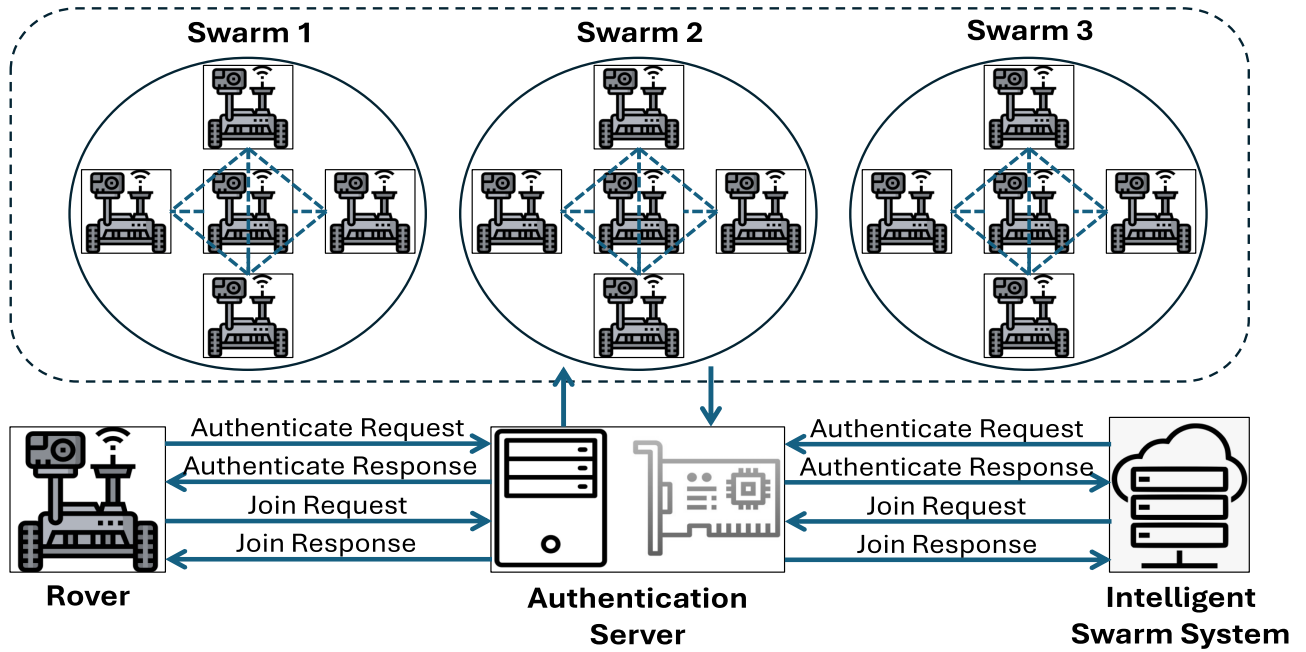 Swarm 1
Swarm 2
Swarm 3
Authenticate Request
Authenticate Response
Join Request
Join Response
Authenticate Request
Authenticate Response
Join Request
Join Response
Rover
Authentication
Server
Intelligent
Swarm System